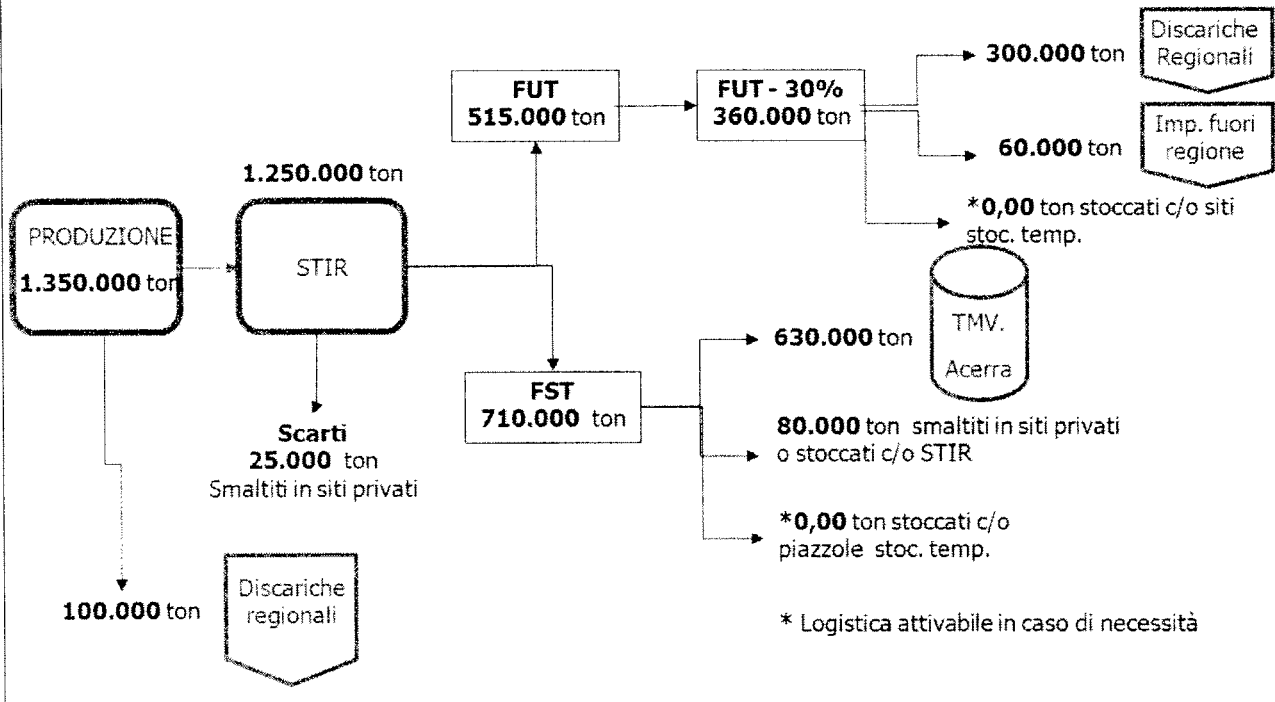 PRODUZIONE
1.350.000 ton
1.250.000 ton
STIR
Scarti
25.000 ton
Smaltiti in siti privati
100.000 ton
Discariche
regionali
FUT
515.000 ton
FUT - 30%
360.000 ton
300.000 ton
Discariche
Regionali
60.000 ton
Imp. fuori
regione
*0,00 ton stoccati c/o siti
stoc. temp.
FST
710.000 ton
630.000 ton
TMV.
Acerra
80.000 ton smaltiti in siti privati
o stoccati c/o STIR
*0,00 ton stoccati c/o
piazzole stoc. temp.
* Logistica attivabile in caso di necessità